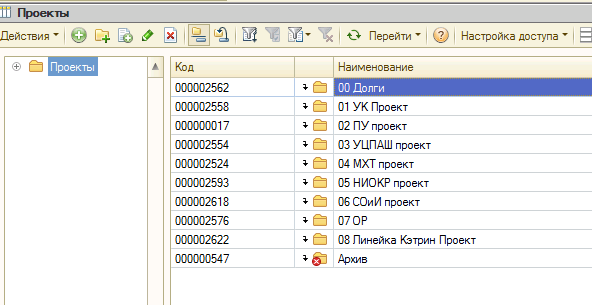 Проекты
Действия Перейти Настройка доступа
Проекты
Код Наименование
000002562 00 Долги
000002558 01 УК Проект
000000017 02 ПУ проект
000002554 03 УЦПАШ проект
000002524 04 МХТ проект
000002593 05 НИОКР проект
000002618 06 СОиИ проект
000002576 07 ОР
000002622 08 Линейка Кэтрин Проект
000000547 Архив